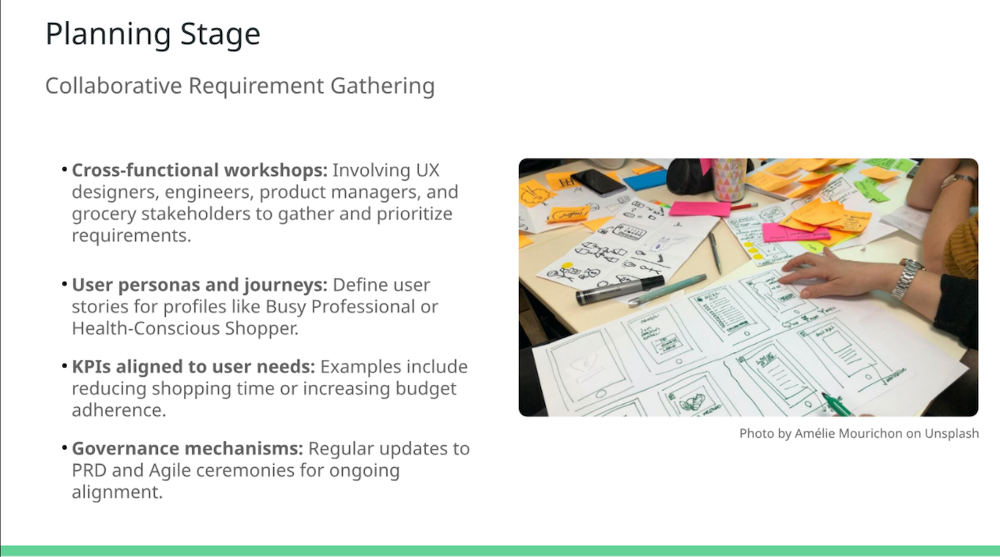 Planning Stage
Collaborative Requirement Gathering
• Cross-functional workshops: Involving UX
designers, engineers, product managers, and
grocery stakeholders to gather and prioritize
requirements.
• User personas and journeys: Define user
stories for profiles like Busy Professional or
Health-Conscious Shopper.
• KPIs aligned to user needs: Examples include
reducing shopping time or increasing budget
adherence.
• Governance mechanisms: Regular updates to
PRD and Agile ceremonies for ongoing
alignment.
Photo by Amélie Mourichon on Unsplash